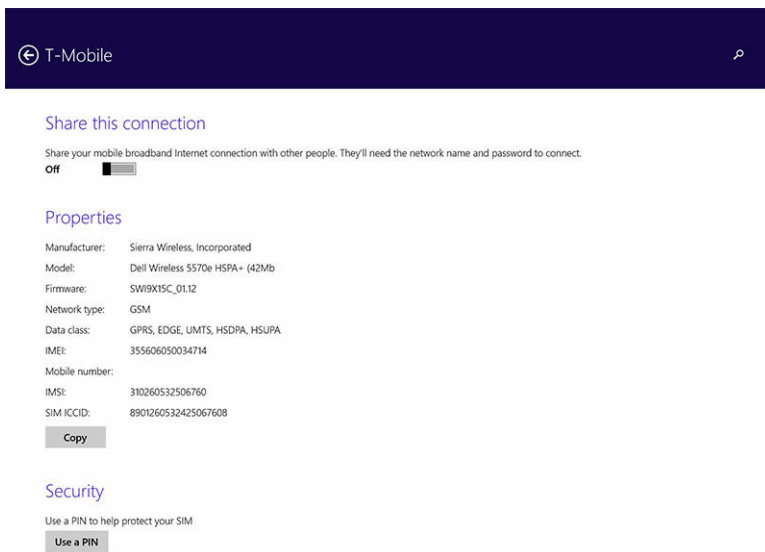 T-Mobile
Share this connection
Share your mobile broadband Internet connection with other people. They'll need the network name and password to connect.
Off
Properties
Manufacturer: Sierra Wireless, Incorporated
Model: Dell Wireless 5570e HSPA+ (42Mb
Firmware: SWI9X15C_01.12
Network type: GSM
Data class: GPRS, EDGE, UMTS, HSDPA, HSUPA
IMEI: 355606050034714
Mobile number:
IMSI: 310260532506760
SIM ICCID: 8901260532425067608
Copy
Security
Use a PIN to help protect your SIM
Use a PIN